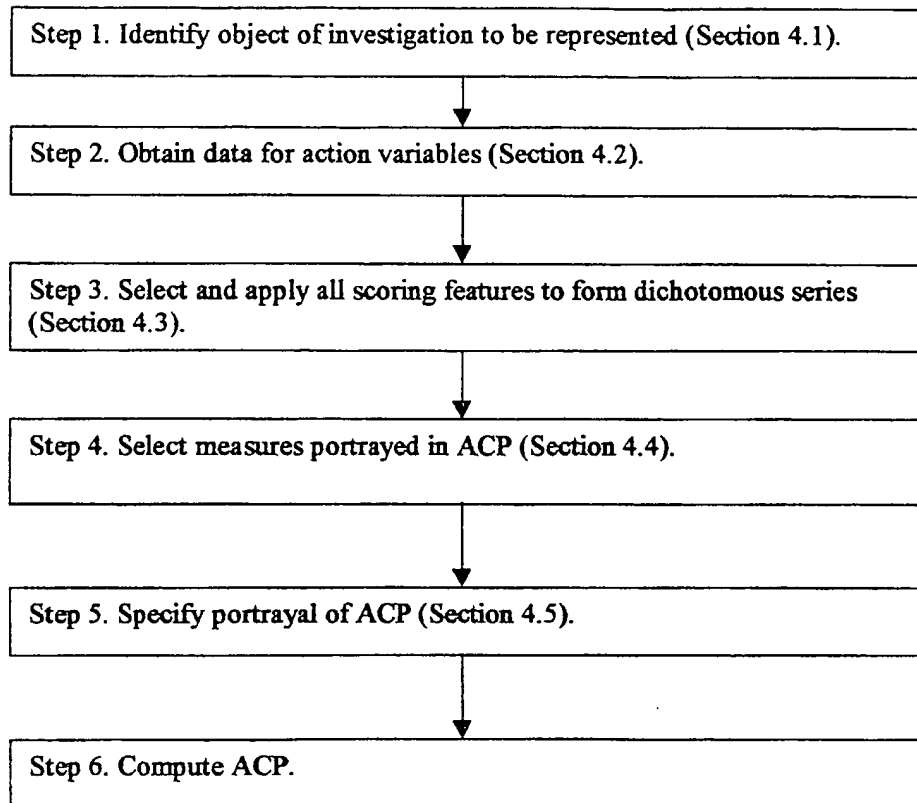 Step 1. Identify object of investigation to be represented (Section 4.1).
Step 2. Obtain data for action variables (Section 4.2).
Step 3. Select and apply all scoring features to form dichotomous series
(Section 4.3).
Step 4. Select measures portrayed in ACP (Section 4.4).
Step 5. Specify portrayal of ACP (Section 4.5).
Step 6. Compute ACP.